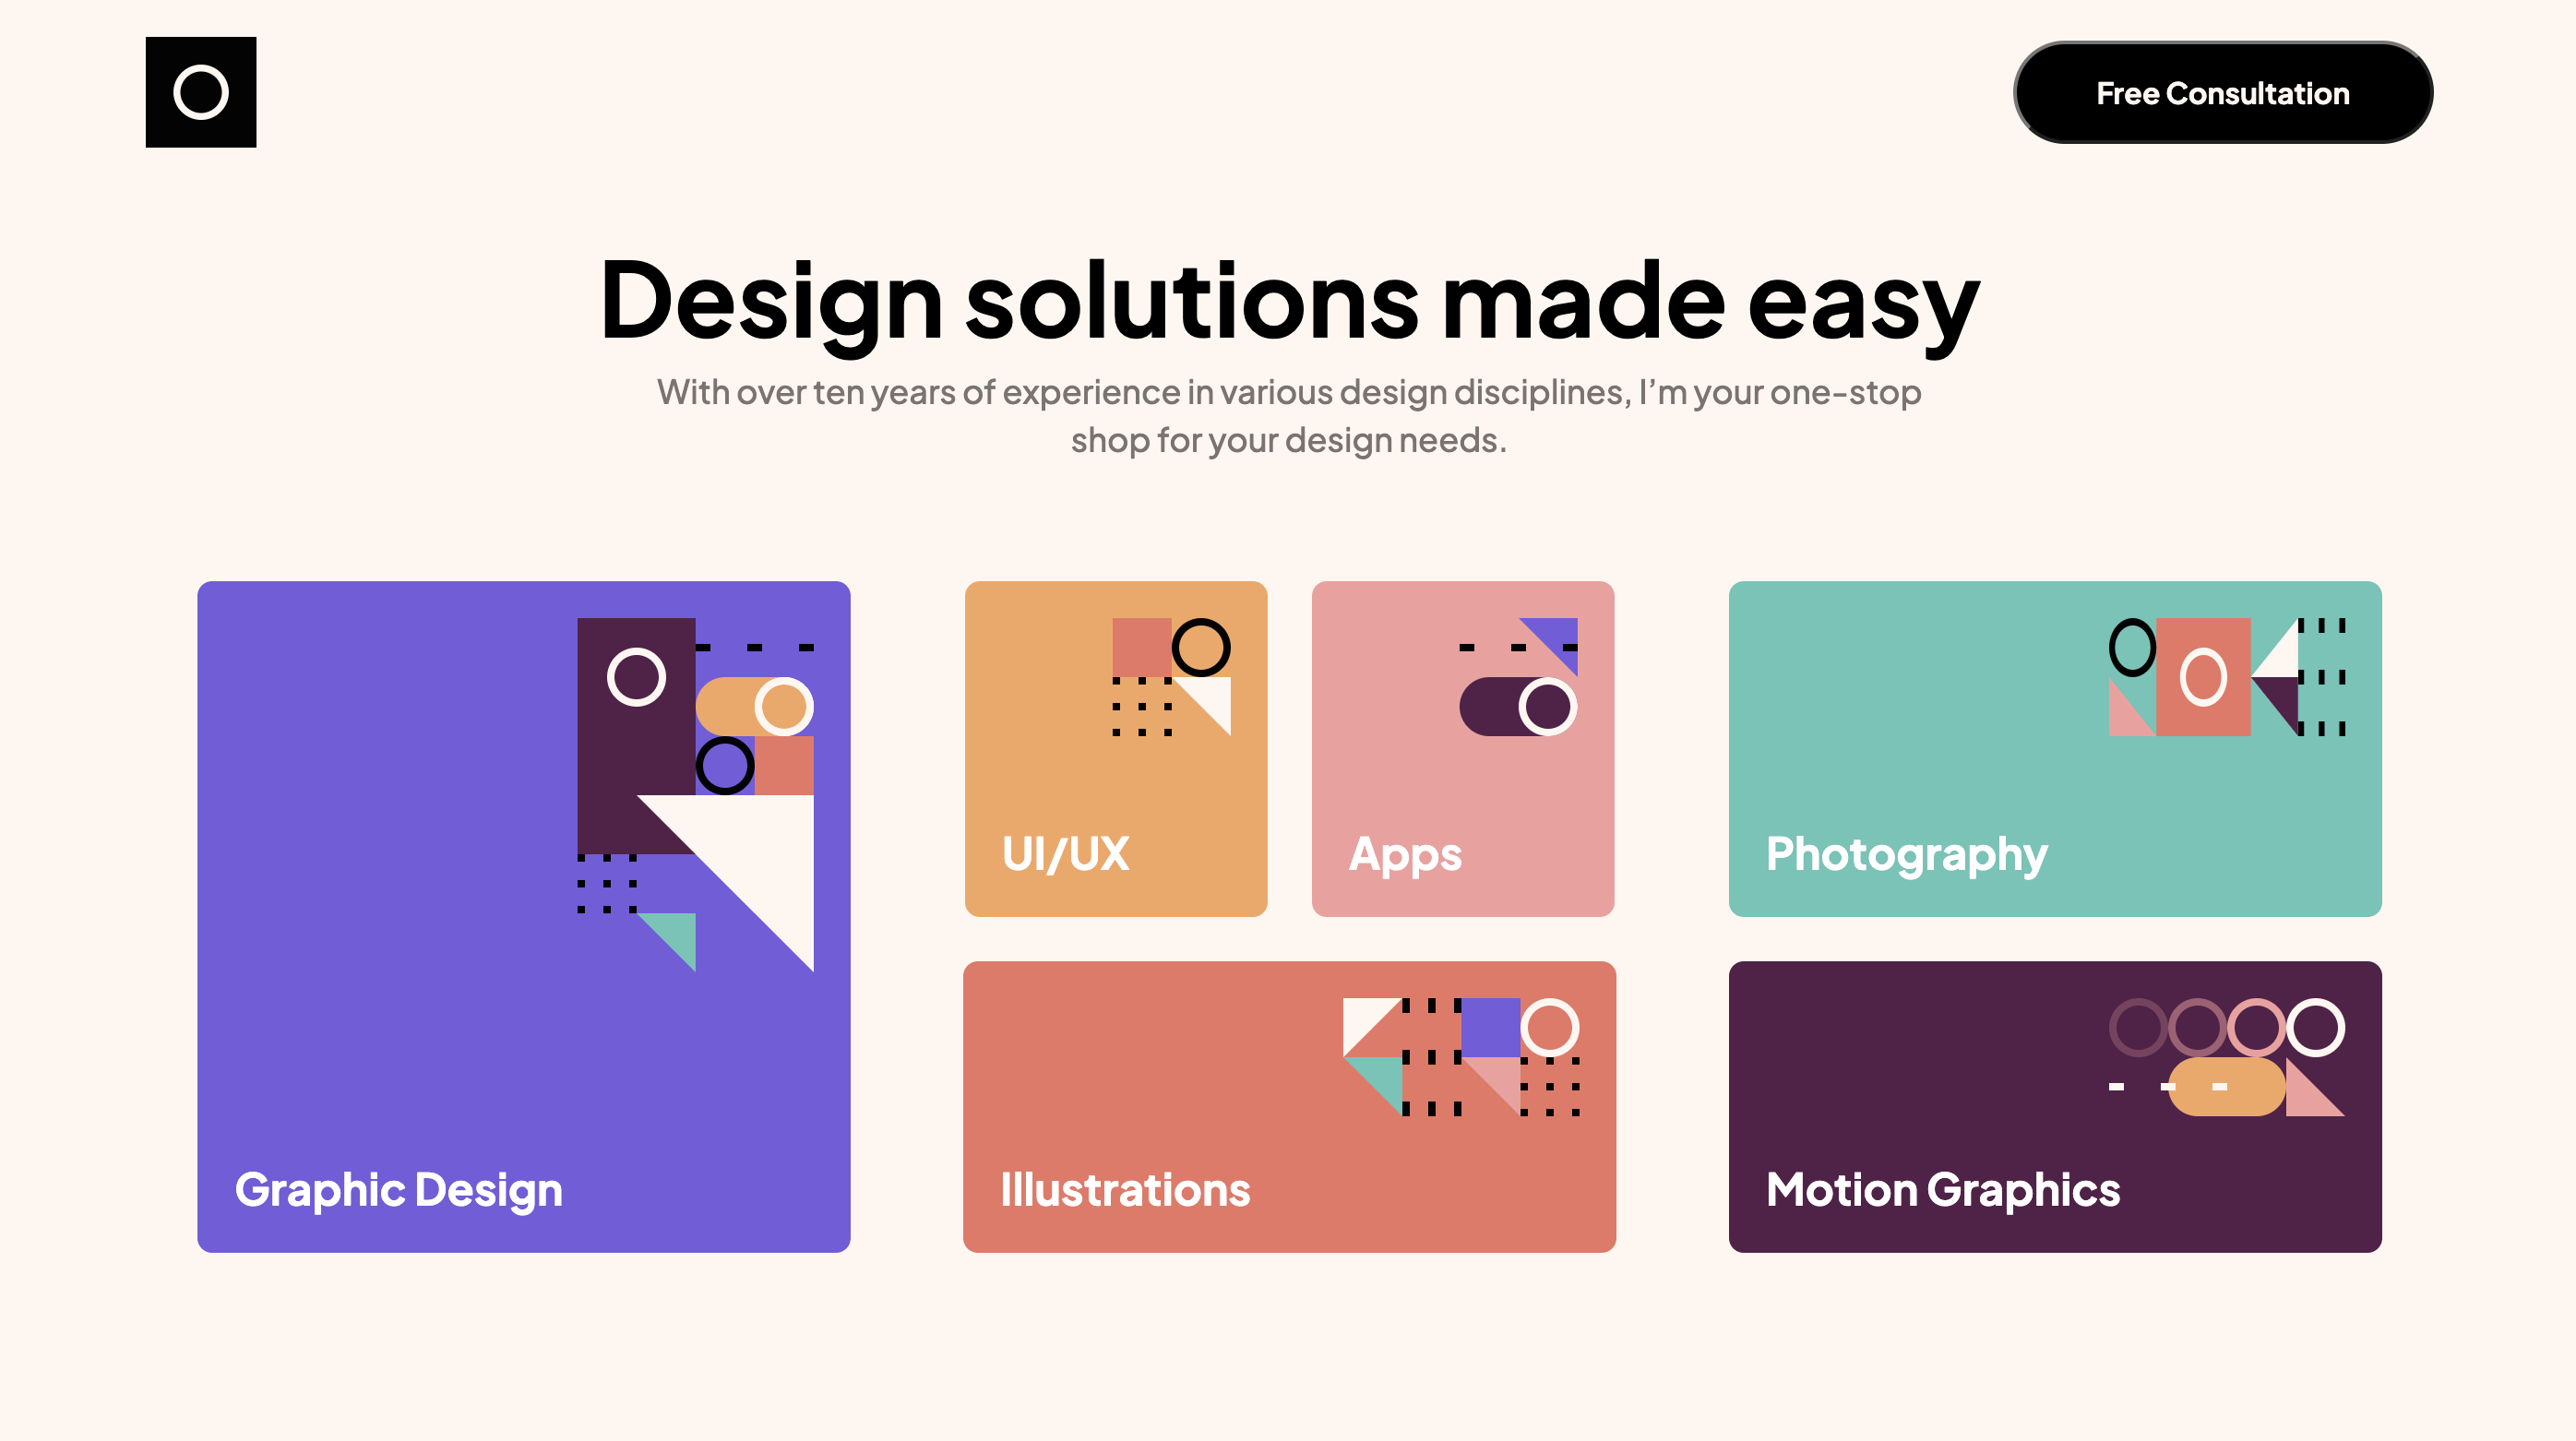 Free Consultation
Design solutions made easy
With over ten years of experience in various design disciplines, I’m your one-stop
shop for your design needs.
UI/UX
Apps
Photography
Graphic Design
Illustrations
Motion Graphics